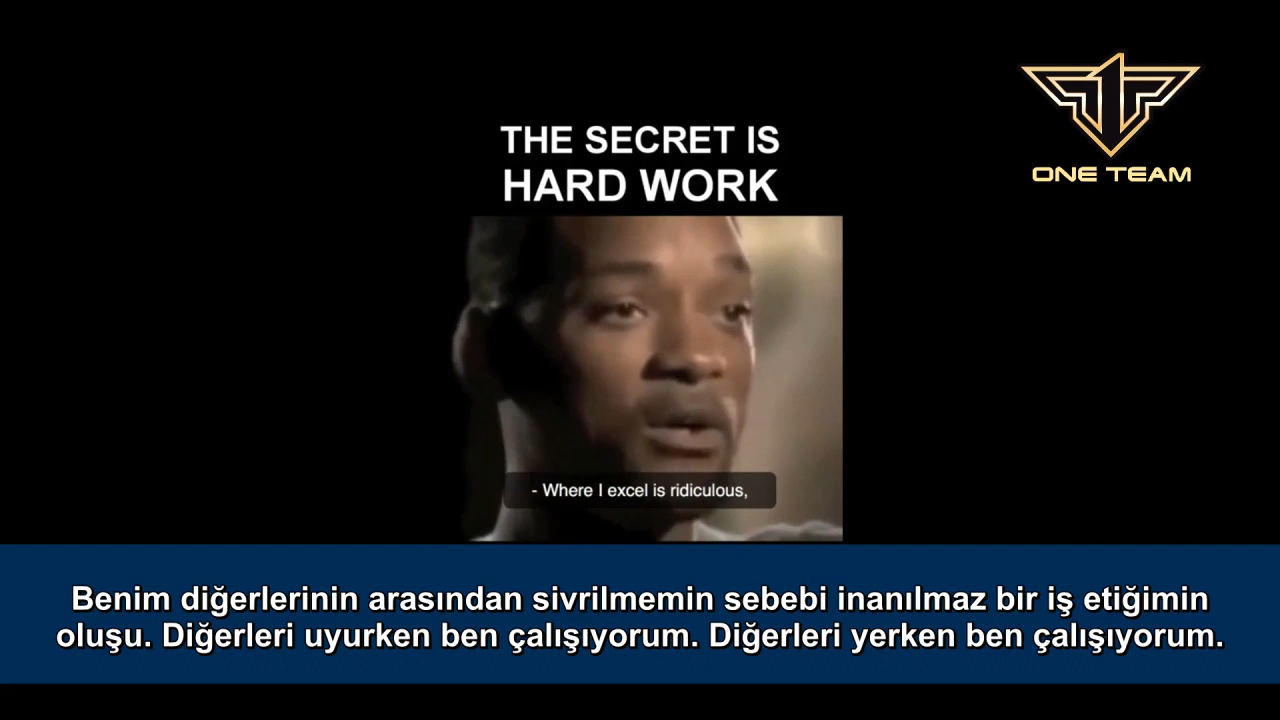 THE SECRET IS
HARD WORK
ONE TEAM
- Where I excel is ridiculous,
Benim diğerlerinin arasından sivrilmemin sebebi inanılmaz bir iş etiğimin
oluşu. Diğerleri uyurken ben çalışıyorum. Diğerleri yerken ben çalışıyorum.